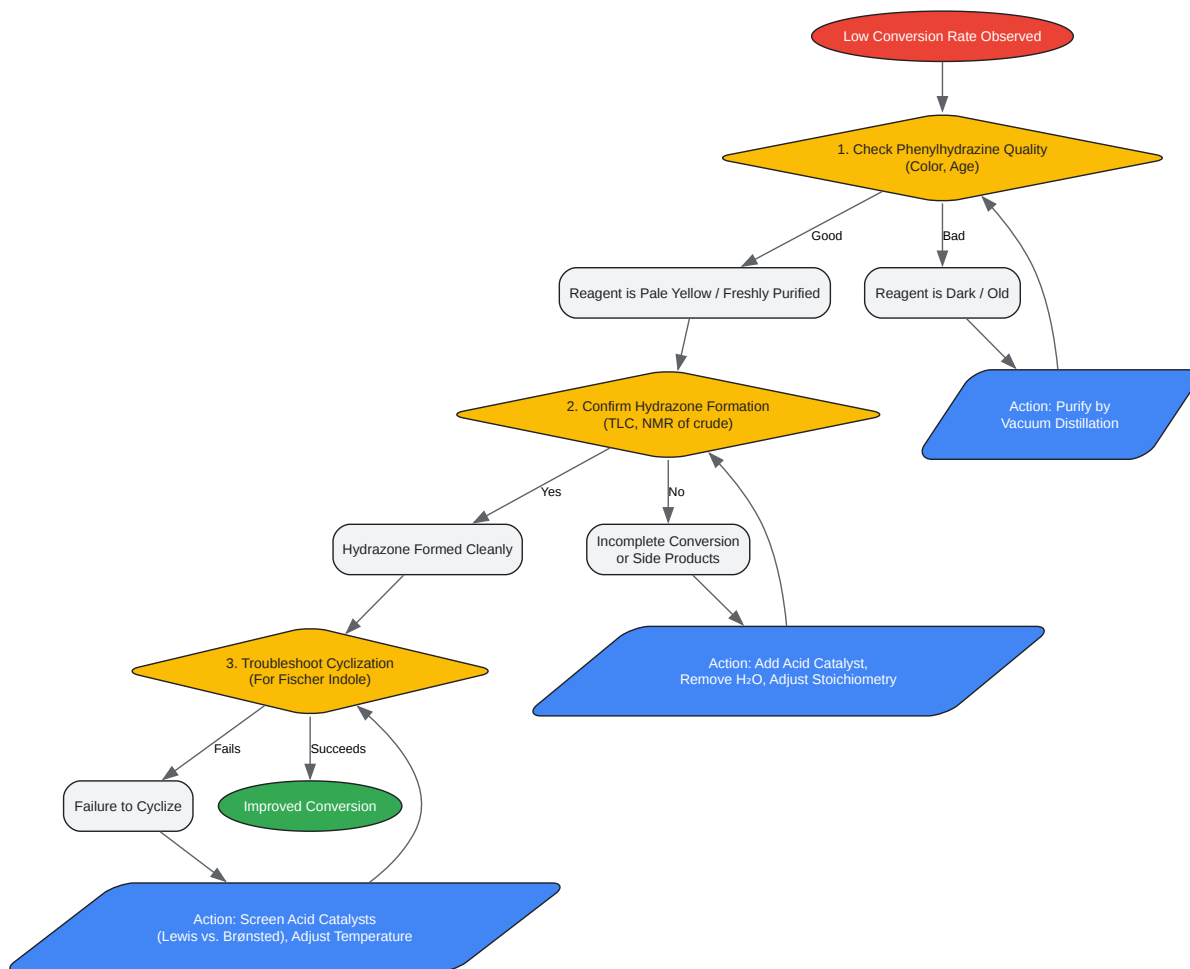 Low Conversion Rate Observed
1. Check Phenylhydrazine Quality
(Color, Age)
Good
Bad
Reagent is Pale Yellow / Freshly Purified
Reagent is Dark / Old
Action: Purify by
Vacuum Distillation
2. Confirm Hydrazone Formation
(TLC, NMR of crude)
Yes
No
Hydrazone Formed Cleanly
Incomplete Conversion
or Side Products
Action: Add Acid Catalyst,
Remove H₂O, Adjust Stoichiometry
3. Troubleshoot Cyclization
(For Fischer Indole)
Fails
Succeeds
Failure to Cyclize
Improved Conversion
Action: Screen Acid Catalysts
(Lewis vs. Brønsted), Adjust Temperature